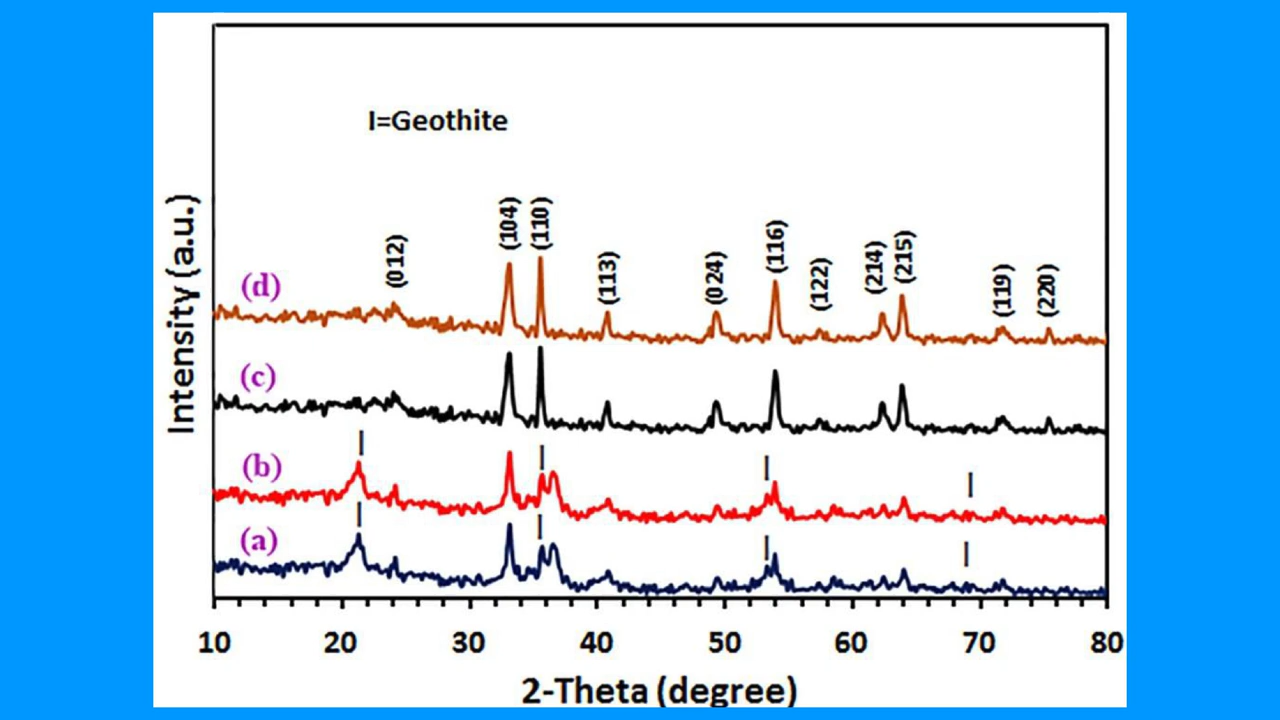 I=Geothite
(012) (104) (110) (113) (024) (116) (122) (214) (215) (119) (220)
(d)
(c)
I
(b) I I I
I
(a) I I I
10 20 30 40 50 60 70 80
2-Theta (degree)
Intensity (a.u.)